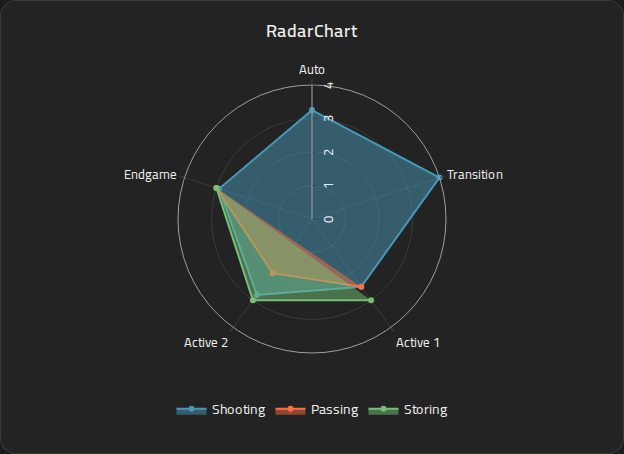 RadarChart
Auto
4
3
2
1
0
Endgame
Transition
Active 2
Active 1
Shooting Passing Storing